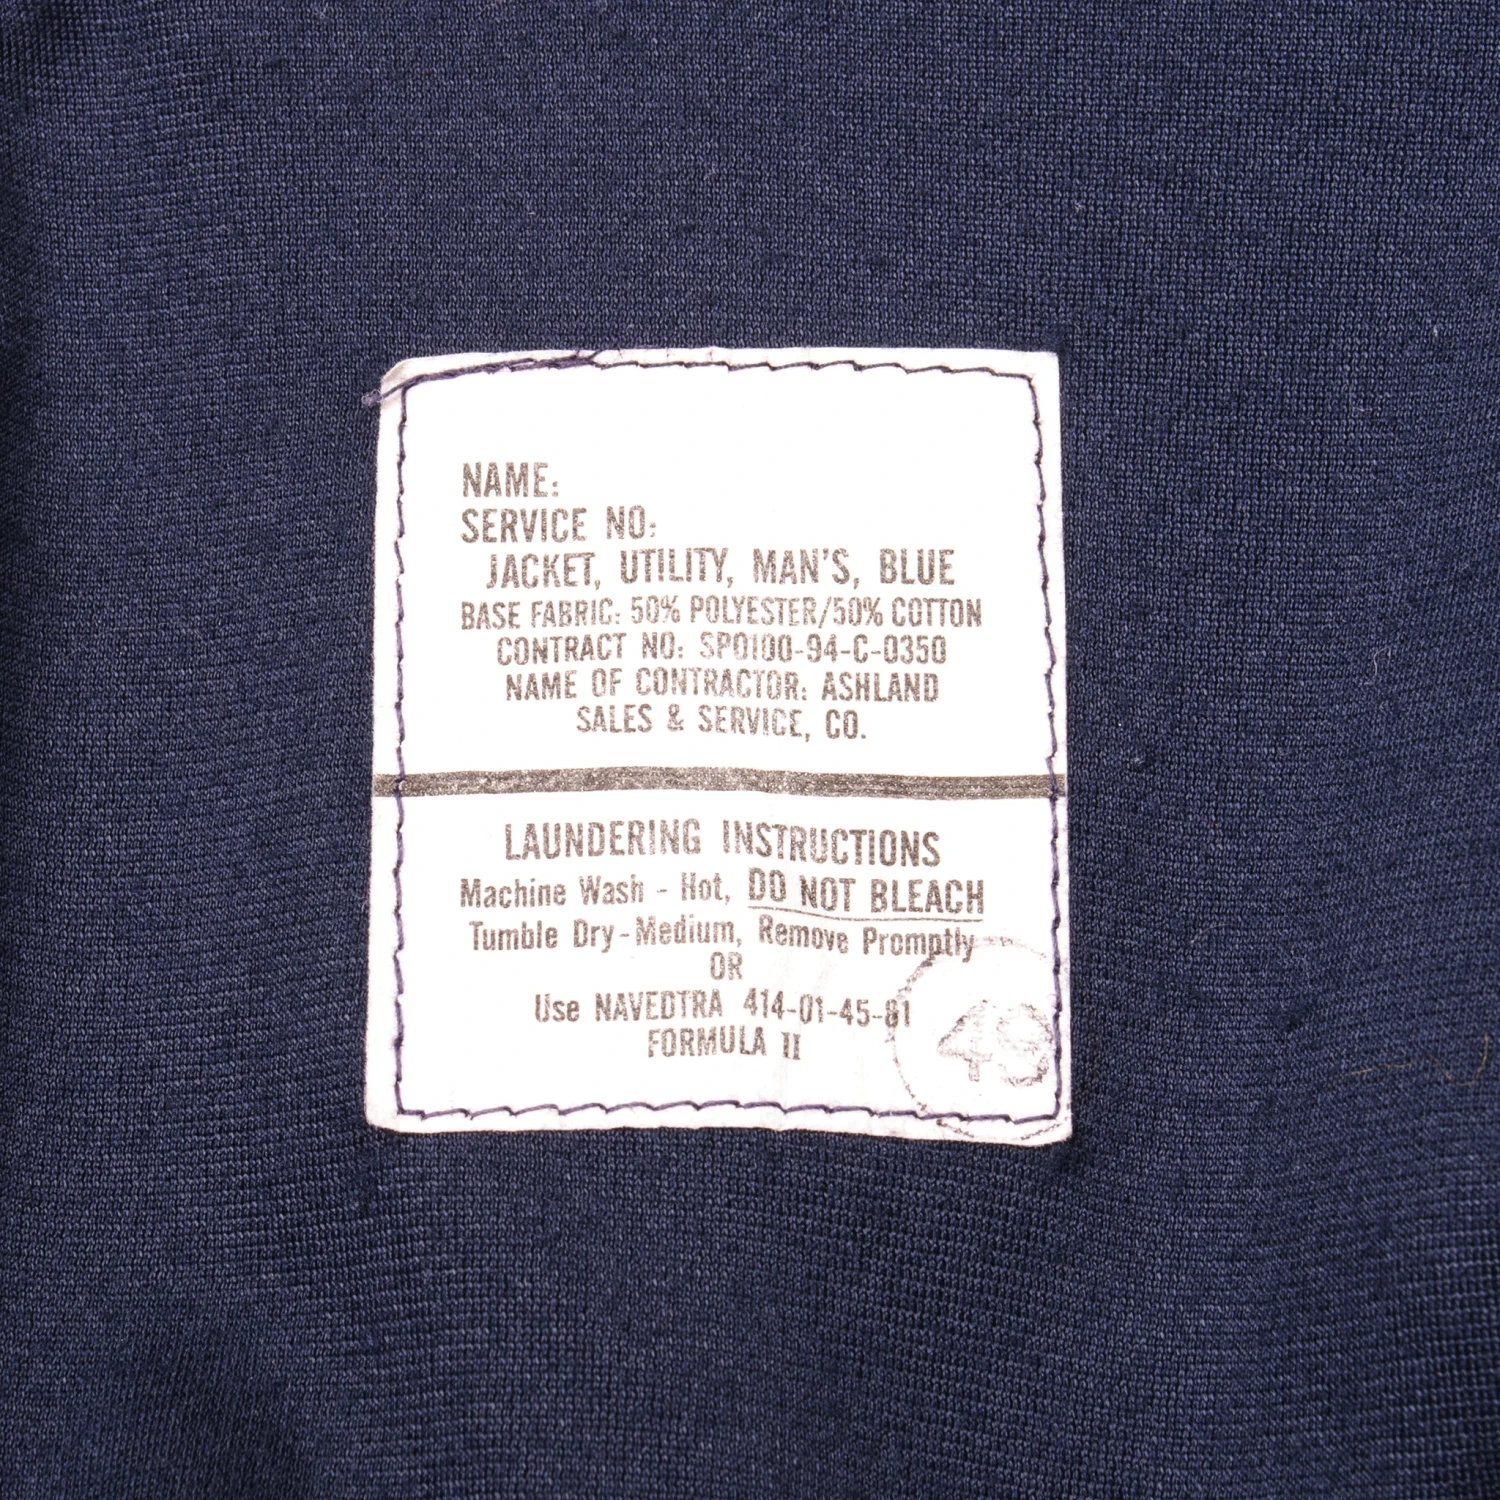 NAME:
SERVICE NO:
JACKET, UTILITY, MAN'S, BLUE
BASE FABRIC: 50% POLYESTER/50% COTTON
CONTRACT NO: SPO100-94-C-0350
NAME OF CONTRACTOR: ASHLAND
SALES & SERVICE, CO.
LAUNDERING INSTRUCTIONS
Machine Wash - Hot, DO NOT BLEACH
Tumble Dry - Medium, Remove Promptly
OR
Use NAVEDTRA 414-01-45-81
FORMULA II
49